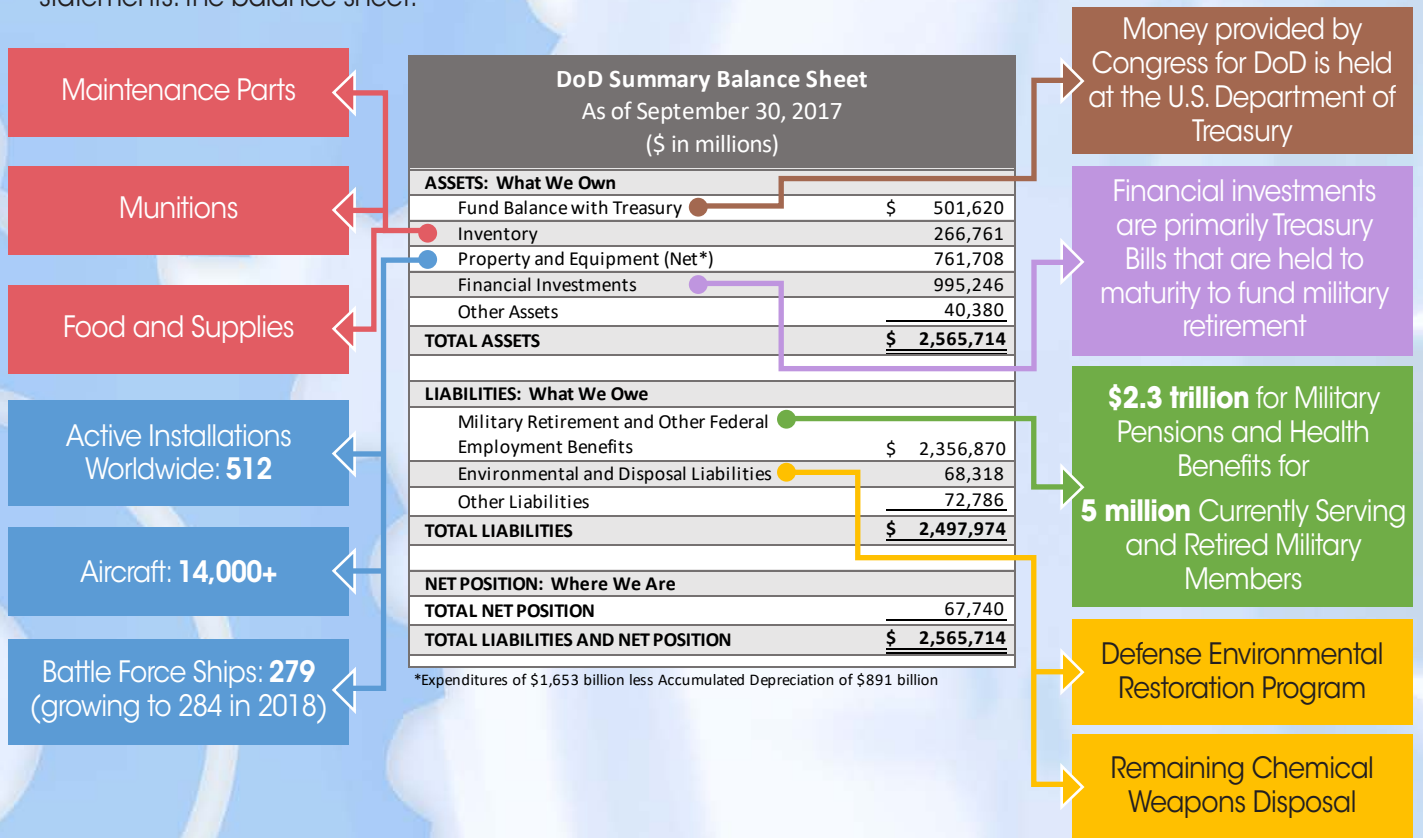 statements: the balance sheet.
Maintenance Parts
Munitions
Food and Supplies
Active Installations
Worldwide: 512
Aircraft: 14,000+
Battle Force Ships: 279
(growing to 284 in 2018)
DoD Summary Balance Sheet
As of September 30, 2017
($ in millions)
ASSETS: What We Own
Fund Balance with Treasury $ 501,620
Inventory 266,761
Property and Equipment (Net*) 761,708
Financial Investments 995,246
Other Assets 40,380
TOTAL ASSETS $ 2,565,714
LIABILITIES: What We Owe
Military Retirement and Other Federal
Employment Benefits $ 2,356,870
Environmental and Disposal Liabilities 68,318
Other Liabilities 72,786
TOTAL LIABILITIES $ 2,497,974
NET POSITION: Where We Are
TOTAL NET POSITION 67,740
TOTAL LIABILITIES AND NET POSITION $ 2,565,714
*Expenditures of $1,653 billion less Accumulated Depreciation of $891 billion
Money provided by
Congress for DoD is held
at the U.S. Department of
Treasury
Financial investments
are primarily Treasury
Bills that are held to
maturity to fund military
retirement
$2.3 trillion for Military
Pensions and Health
Benefits for
5 million Currently Serving
and Retired Military
Members
Defense Environmental
Restoration Program
Remaining Chemical
Weapons Disposal